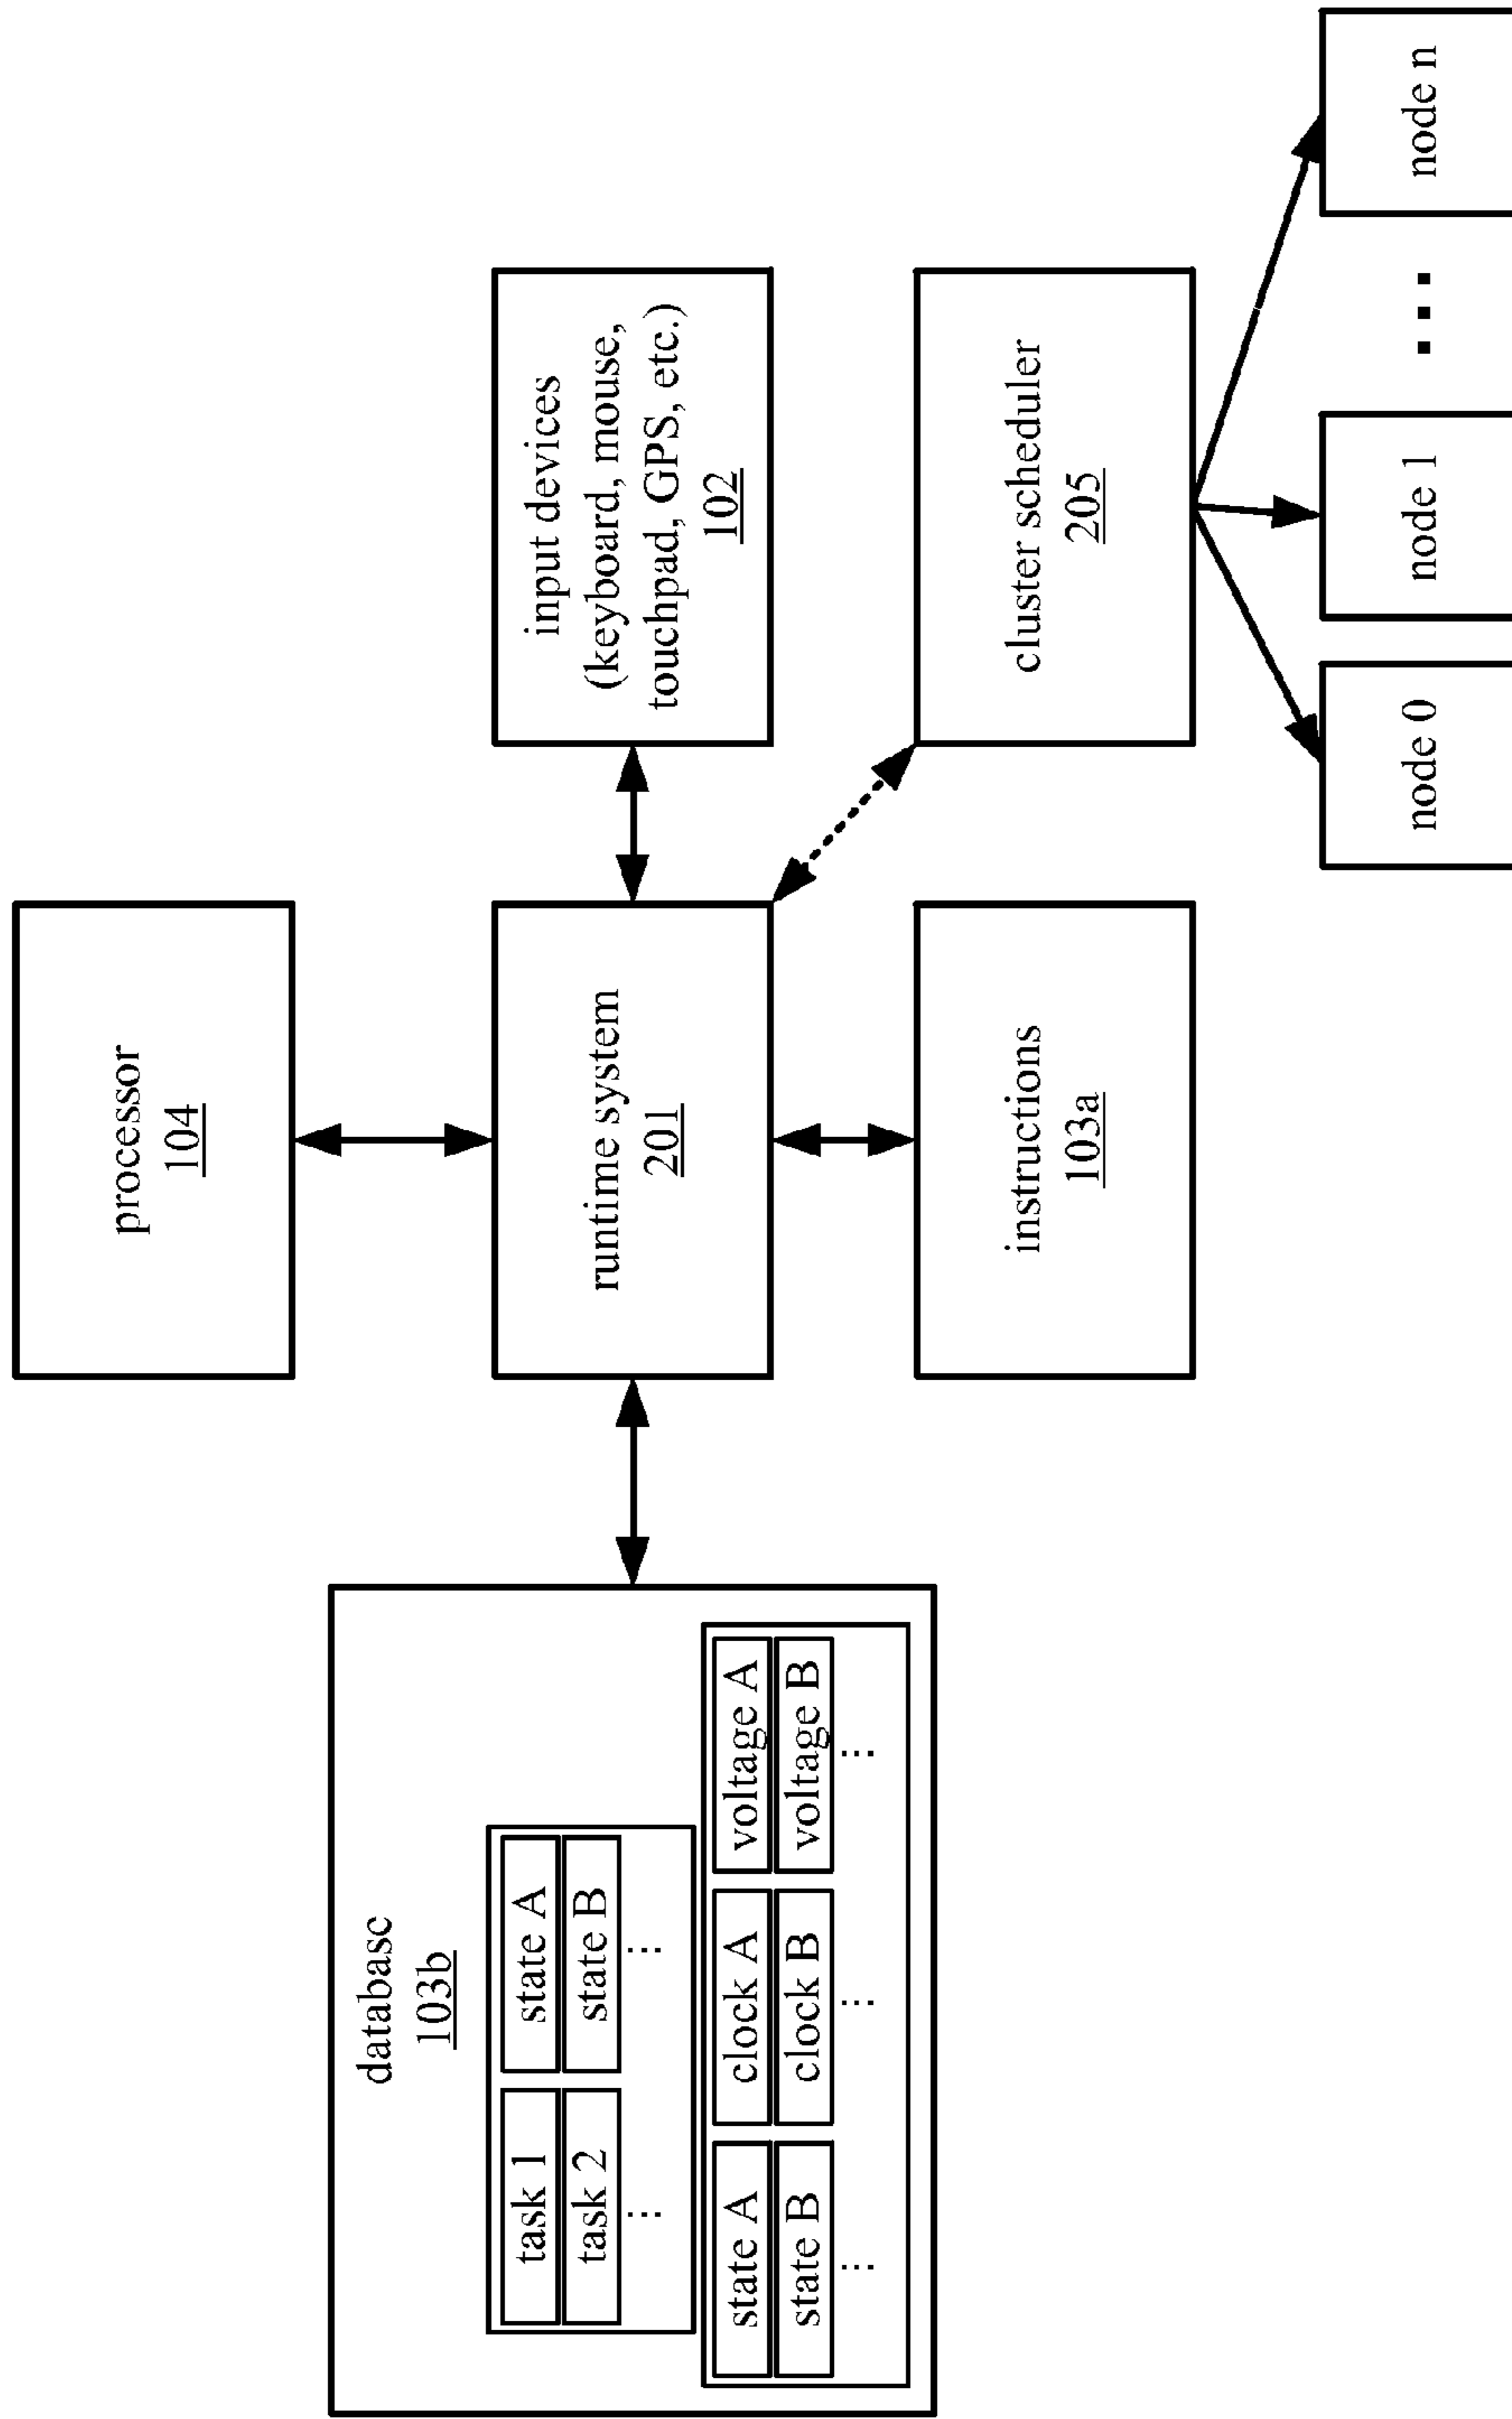 processor
104
database
103b
task 1 state A
task 2 state B
... ...
state A clock A voltage A
state B clock B voltage B
... ... ...
runtime system
201
input devices
(keyboard, mouse,
touchpad, GPS, etc.)
102
instructions
103a
cluster scheduler
205
node 0 node 1 ... node n